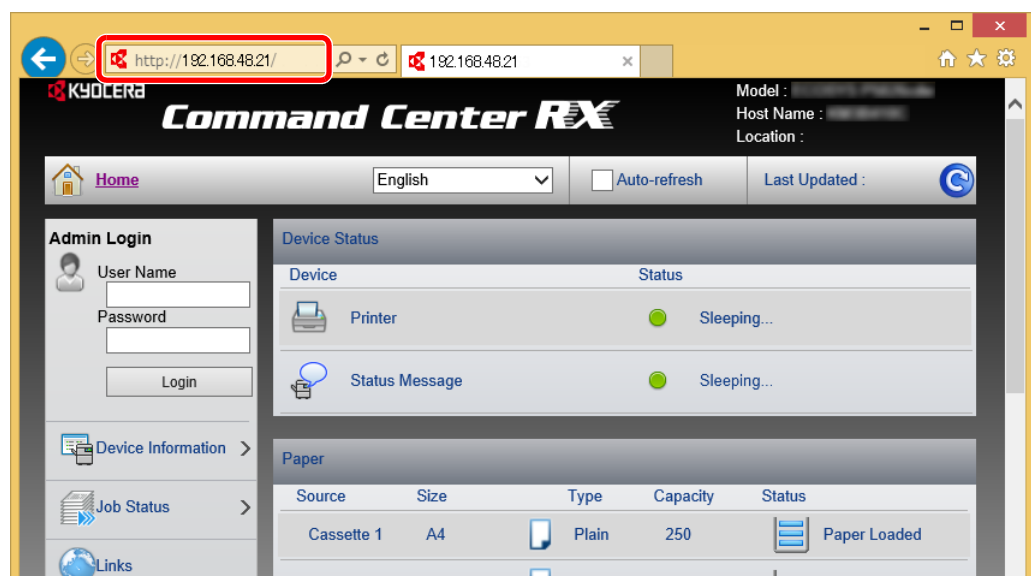 http://192.168.48.21/
192.168.48.21
KYOCERA
Command Center RX
Model :
Host Name :
Location :
Home
English
Auto-refresh
Last Updated :
Admin Login
User Name
Password
Login
Device Information
Job Status
Links
Device Status
Device Status
Printer Sleeping...
Status Message Sleeping...
Paper
Source Size Type Capacity Status
Cassette 1 A4 Plain 250 Paper Loaded